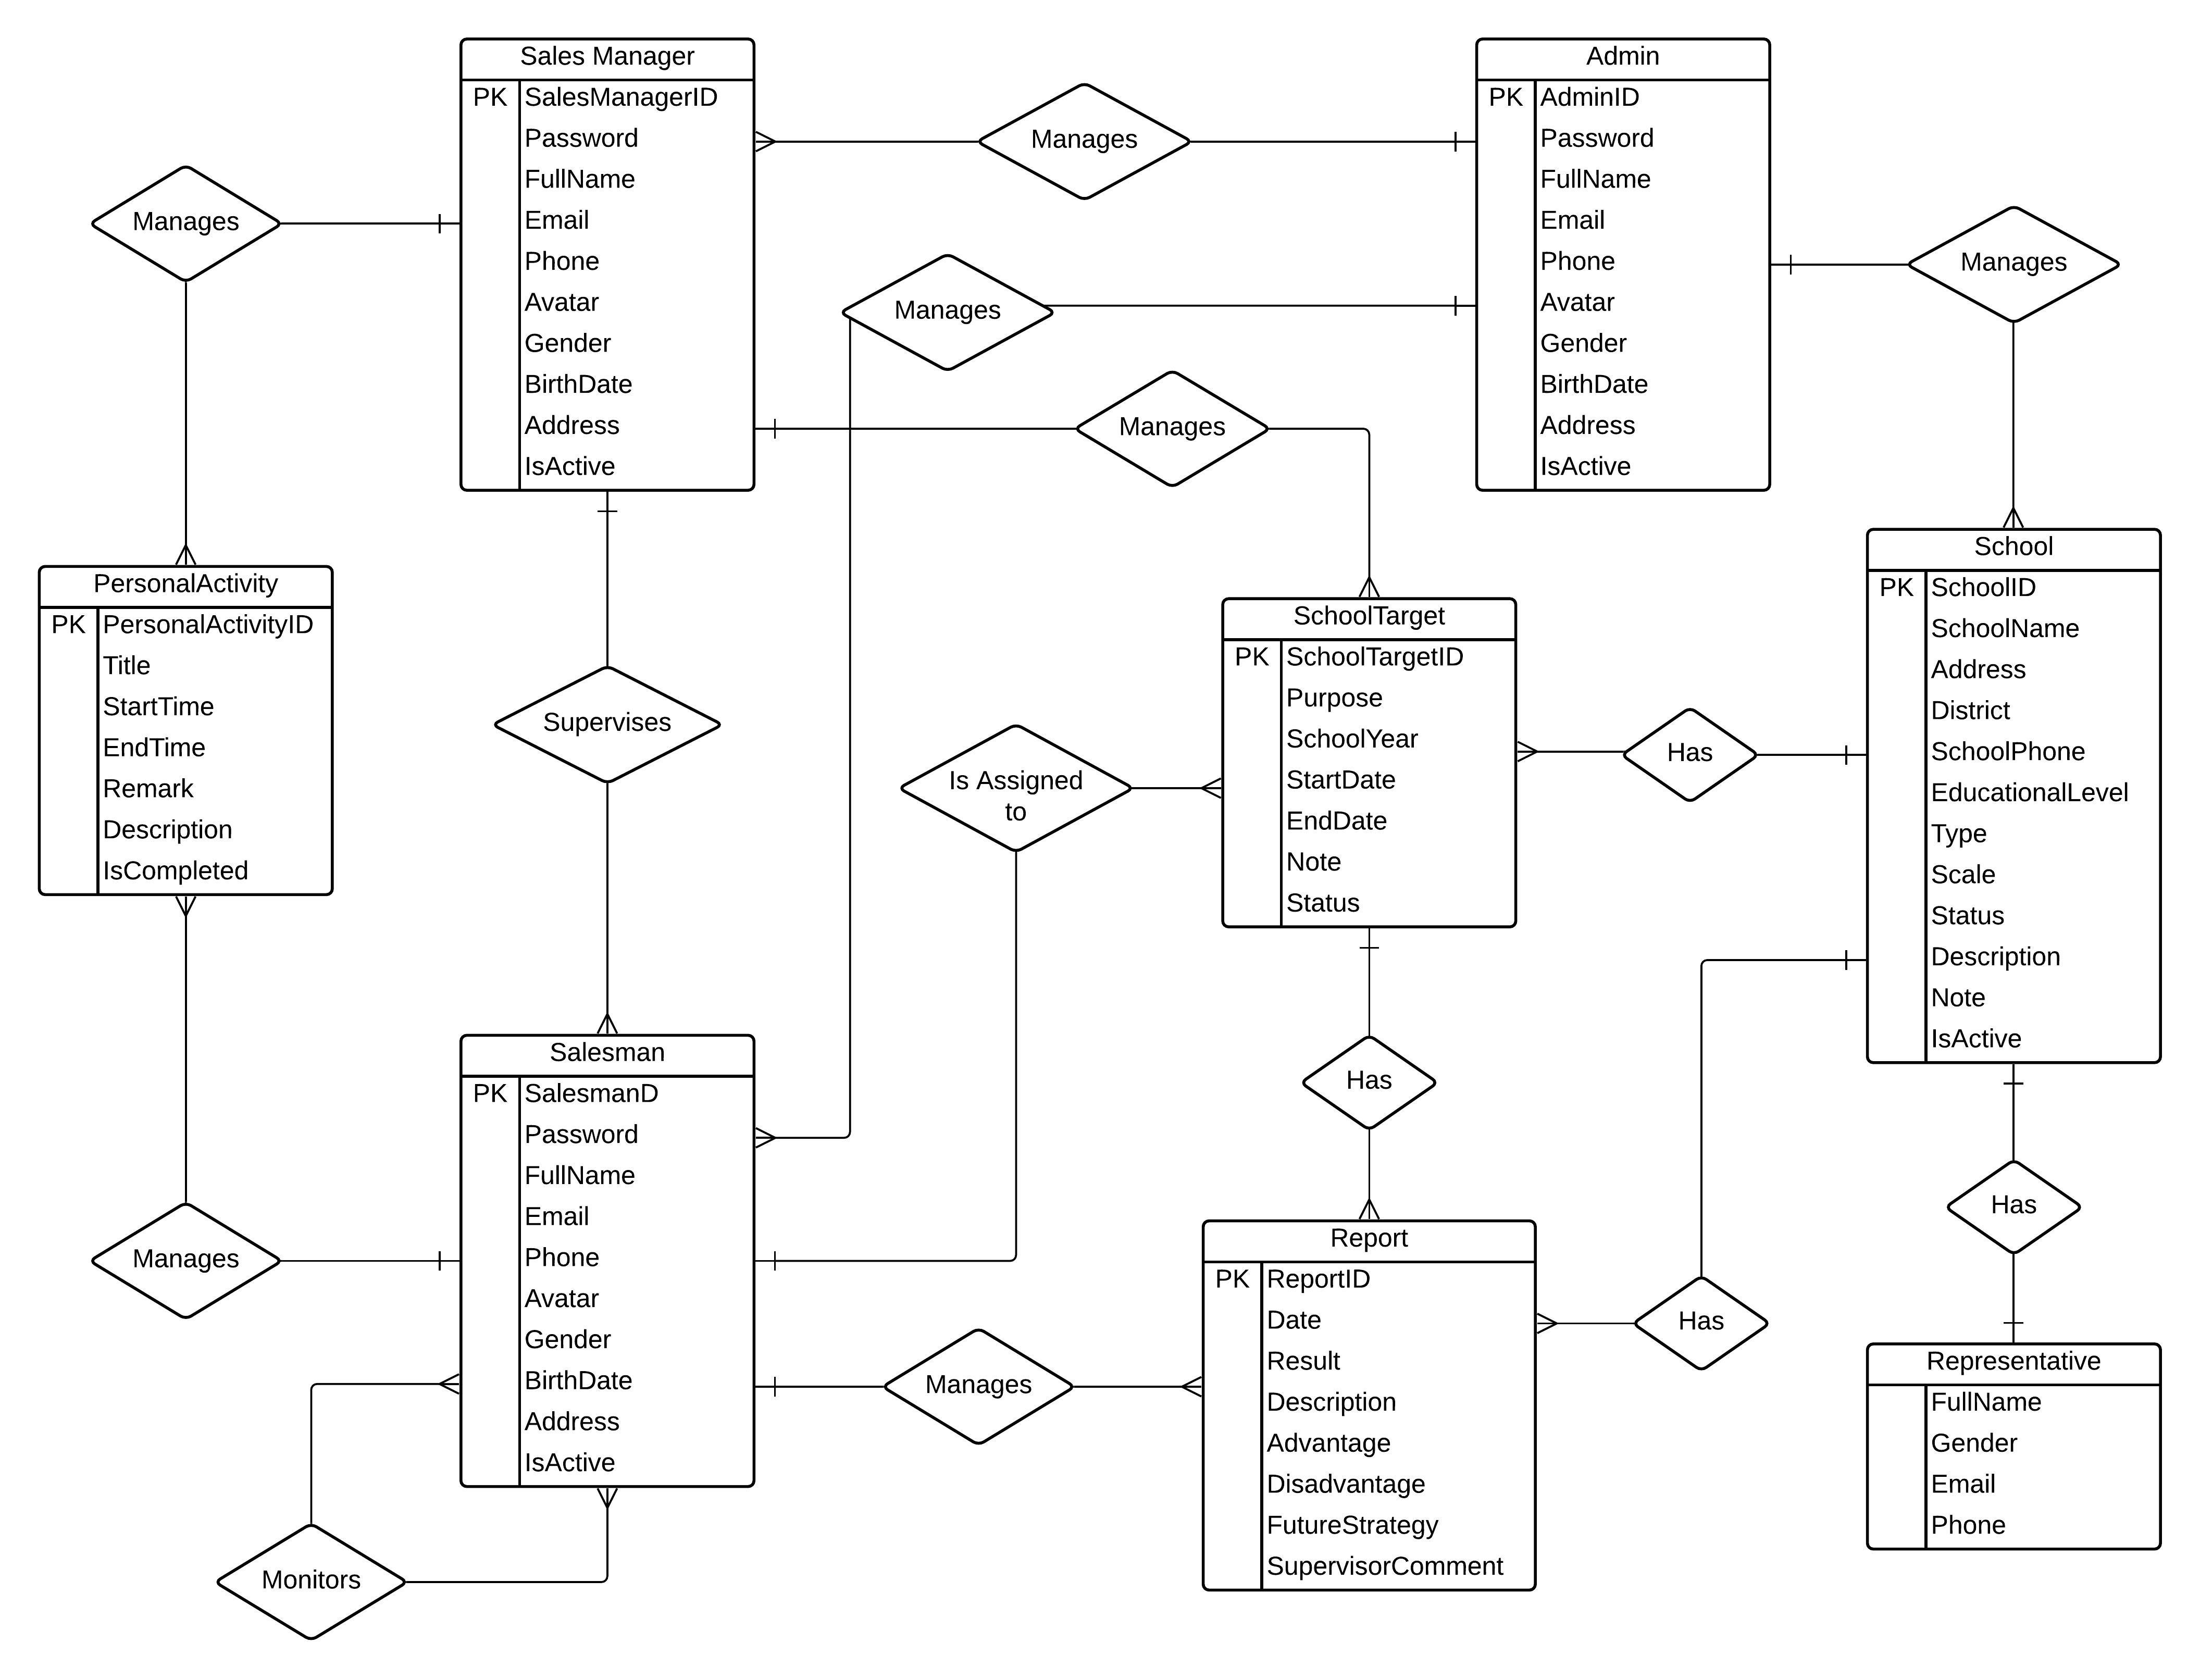 Sales Manager
PK SalesManagerID
Password
FullName
Email
Phone
Avatar
Gender
BirthDate
Address
IsActive
Manages
Admin
PK AdminID
Password
FullName
Email
Phone
Avatar
Gender
BirthDate
Address
IsActive
Manages
Manages
Manages
Manages
PersonalActivity
PK PersonalActivityID
Title
StartTime
EndTime
Remark
Description
IsCompleted
Supervises
Is Assigned
to
SchoolTarget
PK SchoolTargetID
Purpose
SchoolYear
StartDate
EndDate
Note
Status
Has
School
PK SchoolID
SchoolName
Address
District
SchoolPhone
EducationalLevel
Type
Scale
Status
Description
Note
IsActive
Manages
Salesman
PK SalesmanD
Password
FullName
Email
Phone
Avatar
Gender
BirthDate
Address
IsActive
Monitors
Manages
Has
Report
PK ReportID
Date
Result
Description
Advantage
Disadvantage
FutureStrategy
SupervisorComment
Has
Has
Representative
FullName
Gender
Email
Phone